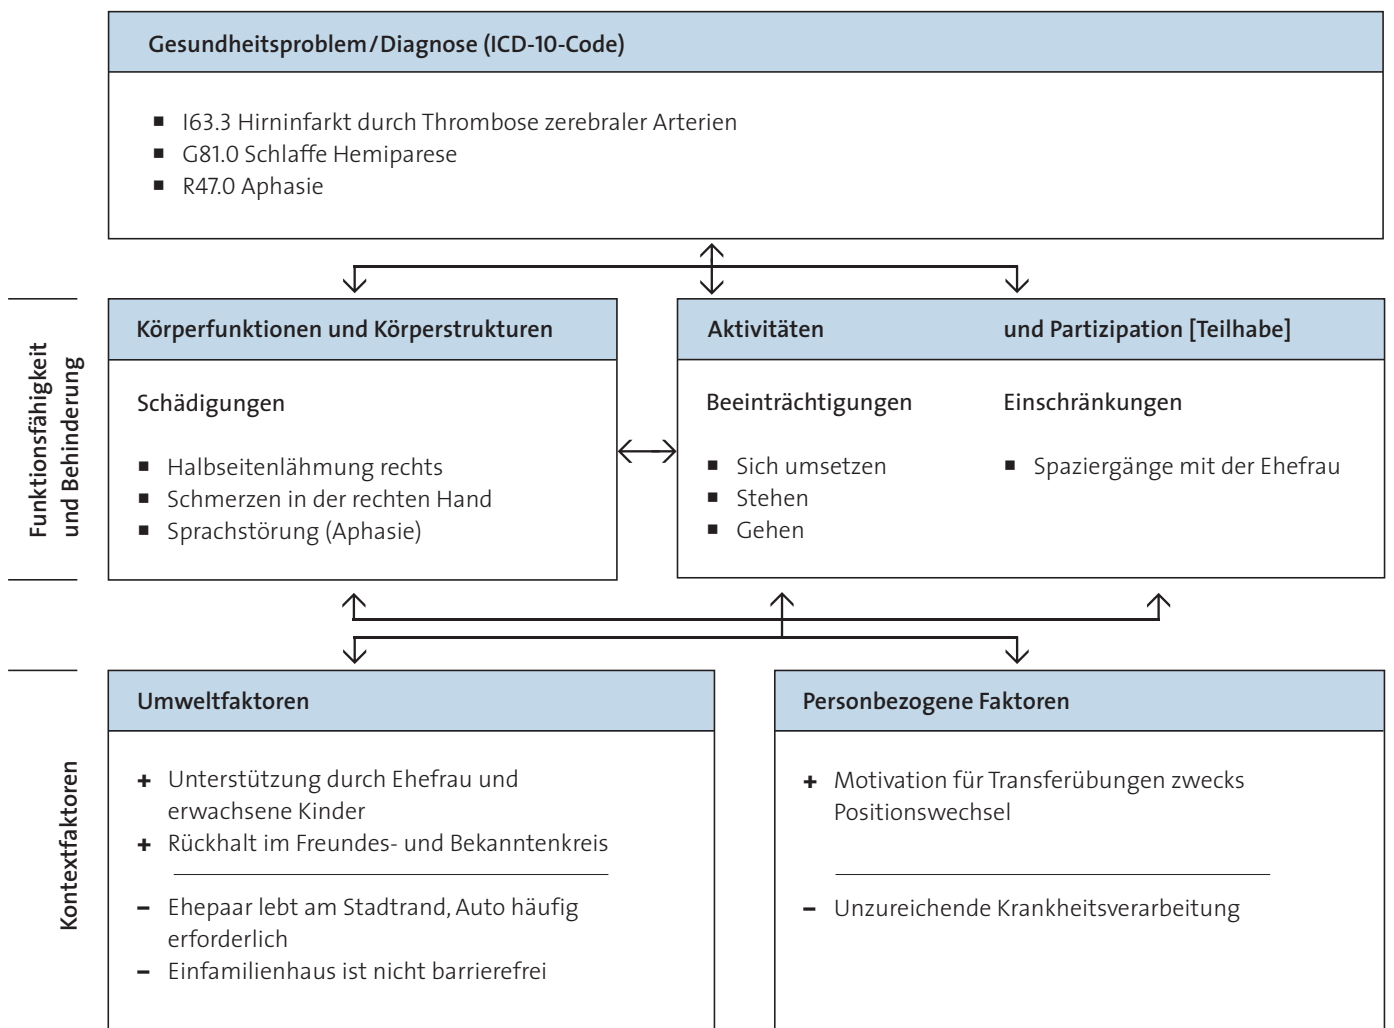 Gesundheitsproblem/Diagnose (ICD-10-Code)
▪ I63.3 Hirninfarkt durch Thrombose zerebraler Arterien
▪ G81.0 Schlaffe Hemiparese
▪ R47.0 Aphasie
Funktionsfähigkeit
und Behinderung
Körperfunktionen und Körperstrukturen
Schädigungen
▪ Halbseitenlähmung rechts
▪ Schmerzen in der rechten Hand
▪ Sprachstörung (Aphasie)
Aktivitäten
und Partizipation [Teilhabe]
Beeinträchtigungen
▪ Sich umsetzen
▪ Stehen
▪ Gehen
Einschränkungen
▪ Spaziergänge mit der Ehefrau
Kontextfaktoren
Umweltfaktoren
+ Unterstützung durch Ehefrau und
erwachsene Kinder
+ Rückhalt im Freundes- und Bekanntenkreis
– Ehepaar lebt am Stadtrand, Auto häufig
erforderlich
– Einfamilienhaus ist nicht barrierefrei
Personbezogene Faktoren
+ Motivation für Transferübungen zwecks
Positionswechsel
– Unzureichende Krankheitsverarbeitung